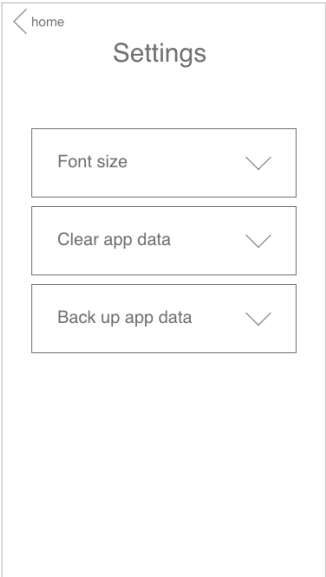 home
Settings
Font size
Clear app data
Back up app data